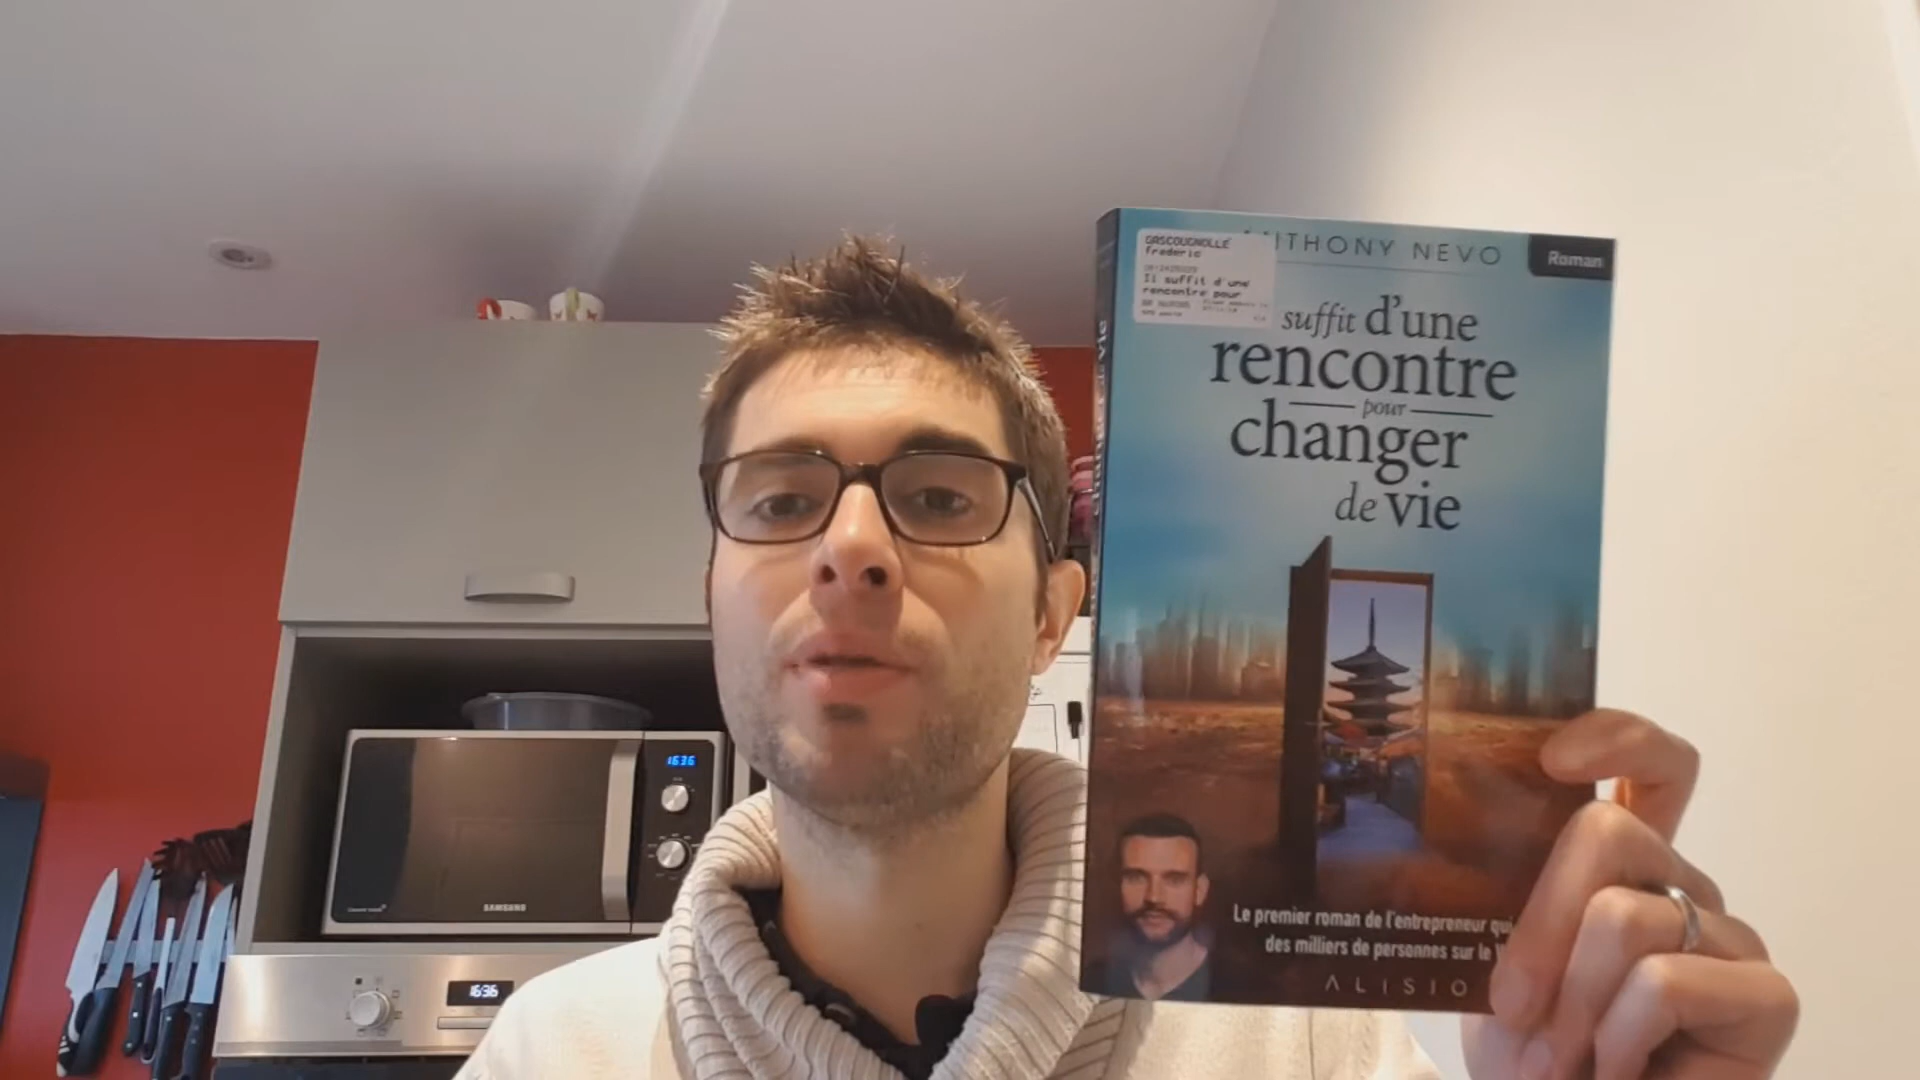 GASCOUGNOLLE
frederic
Il suffit d'une
rencontre pour
ANTHONY NEVO
Roman
suffit d'une
rencontre
pour
changer
de vie
Le premier roman de l'entrepreneur qui
des milliers de personnes sur le
ALISIO
1636
SAMSUNG
1636